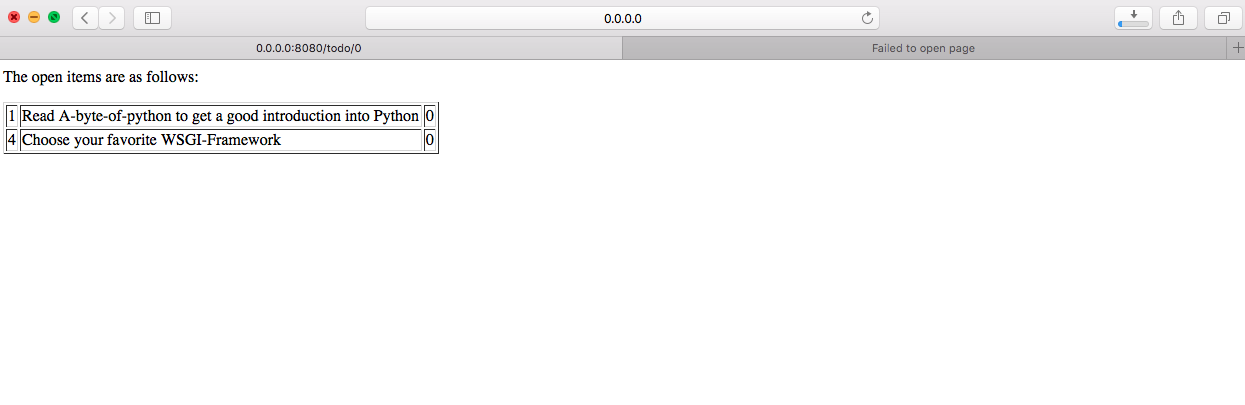 0.0.0.0
0.0.0.0:8080/todo/0 Failed to open page
The open items are as follows:
1 Read A-byte-of-python to get a good introduction into Python 0
4 Choose your favorite WSGI-Framework 0